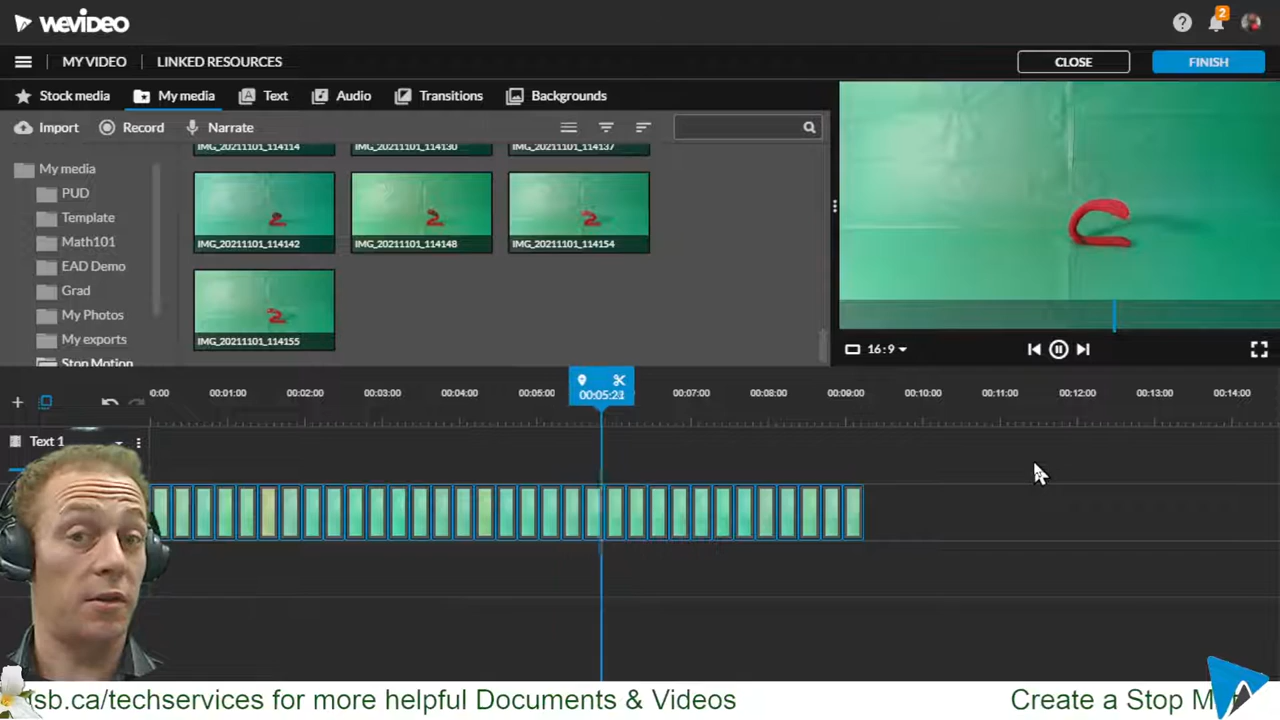 WEVIDEO
2
MY VIDEO LINKED RESOURCES CLOSE FINISH
Stock media My media Text Audio Transitions Backgrounds
Import Record Narrate
My media
PUD
Template
Math101
EAD Demo
Grad
My Photos
My exports
Stop Motion
IMG_20211101_114114 IMG_20211101_114130 IMG_20211101_114137
IMG_20211101_114142 IMG_20211101_114148 IMG_20211101_114154
IMG_20211101_114155
16:9
0:00 00:01:00 00:02:00 00:03:00 00:04:00 00:05:00 00:05:21 00:07:00 00:08:00 00:09:00 00:10:00 00:11:00 00:12:00 00:13:00 00:14:00
Text 1
sb.ca/techservices for more helpful Documents & Videos Create a Stop